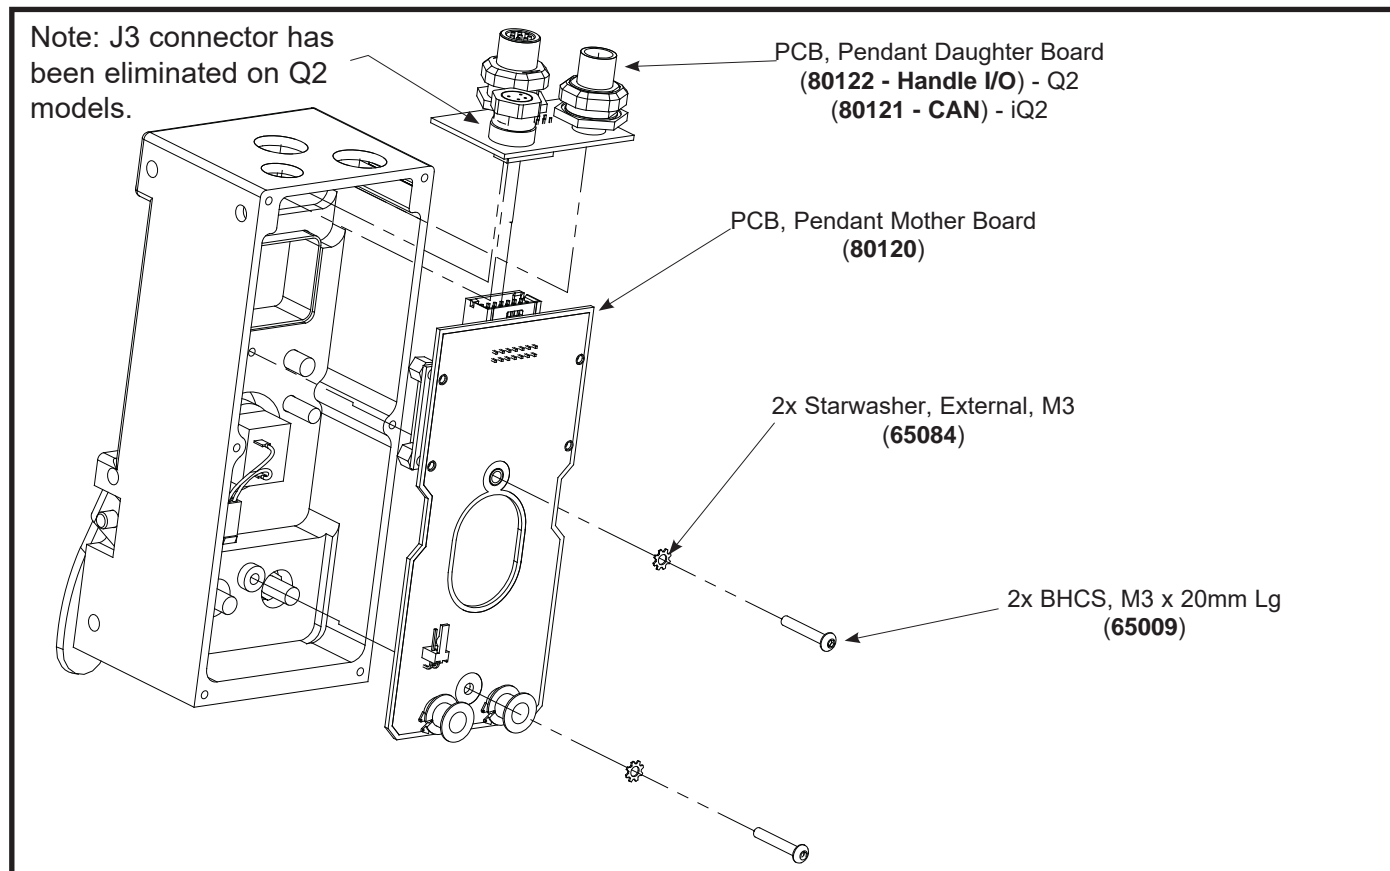 Note: J3 connector has
been eliminated on Q2
models.
PCB, Pendant Daughter Board
(80122 - Handle I/O) - Q2
(80121 - CAN) - iQ2
PCB, Pendant Mother Board
(80120)
2x Starwasher, External, M3
(65084)
2x BHCS, M3 x 20mm Lg
(65009)